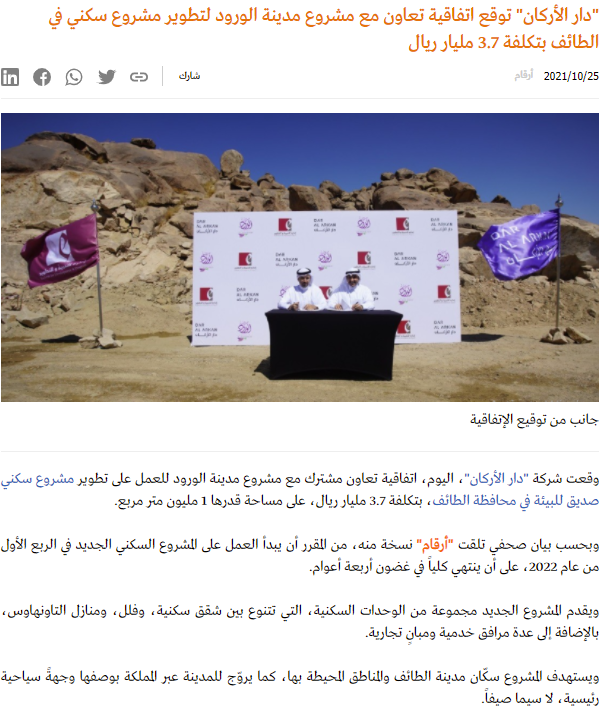 "دار الأركان" توقع اتفاقية تعاون مع مشروع مدينة الورود لتطوير مشروع سكني في
الطائف بتكلفة 3.7 مليار ريال
2021/10/25 أرقام شارك
DAR
AL ARKAN
دار الأركان
جانب من توقيع الإتفاقية
وقعت شركة "دار الأركان"، اليوم، اتفاقية تعاون مشترك مع مشروع مدينة الورود للعمل على تطوير مشروع سكني
صديق للبيئة في محافظة الطائف، بتكلفة 3.7 مليار ريال، على مساحة قدرها 1 مليون متر مربع.
وبحسب بيان صحفي تلقت "أرقام" نسخة منه، من المقرر أن يبدأ العمل على المشروع السكني الجديد في الربع الأول
من عام 2022، على أن ينتهي كلياً في غضون أربعة أعوام.
ويقدم المشروع الجديد مجموعة من الوحدات السكنية، التي تتنوع بين شقق سكنية، وفلل، ومنازل التاونهاوس،
بالإضافة إلى عدة مرافق خدمية ومبانٍ تجارية.
ويستهدف المشروع سكّان مدينة الطائف والمناطق المحيطة بها، كما يروّج للمدينة عبر المملكة بوصفها وجهةً سياحية
رئيسية، لا سيما صيفاً.